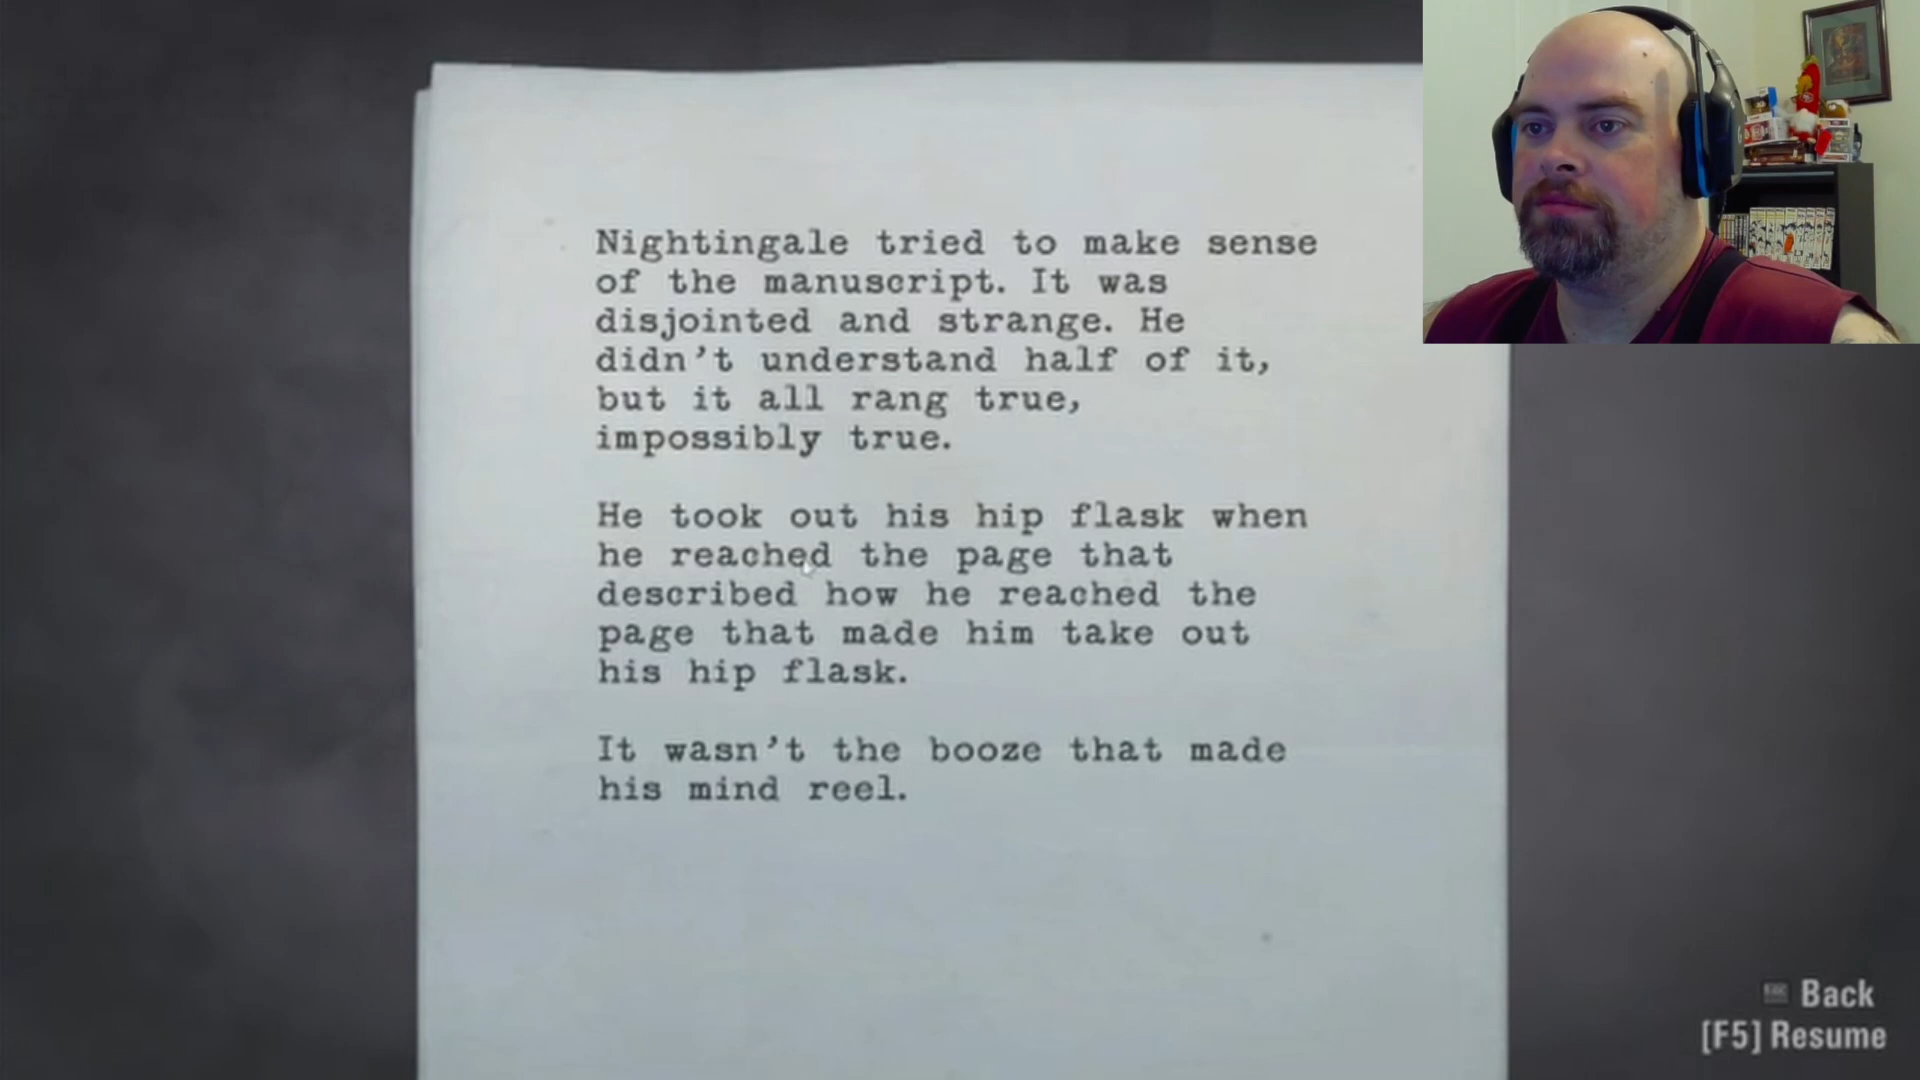 Nightingale tried to make sense
of the manuscript. It was
disjointed and strange. He
didn't understand half of it,
but it all rang true,
impossibly true.
He took out his hip flask when
he reached the page that
described how he reached the
page that made him take out
his hip flask.
It wasn't the booze that made
his mind reel.
Back
[F5] Resume